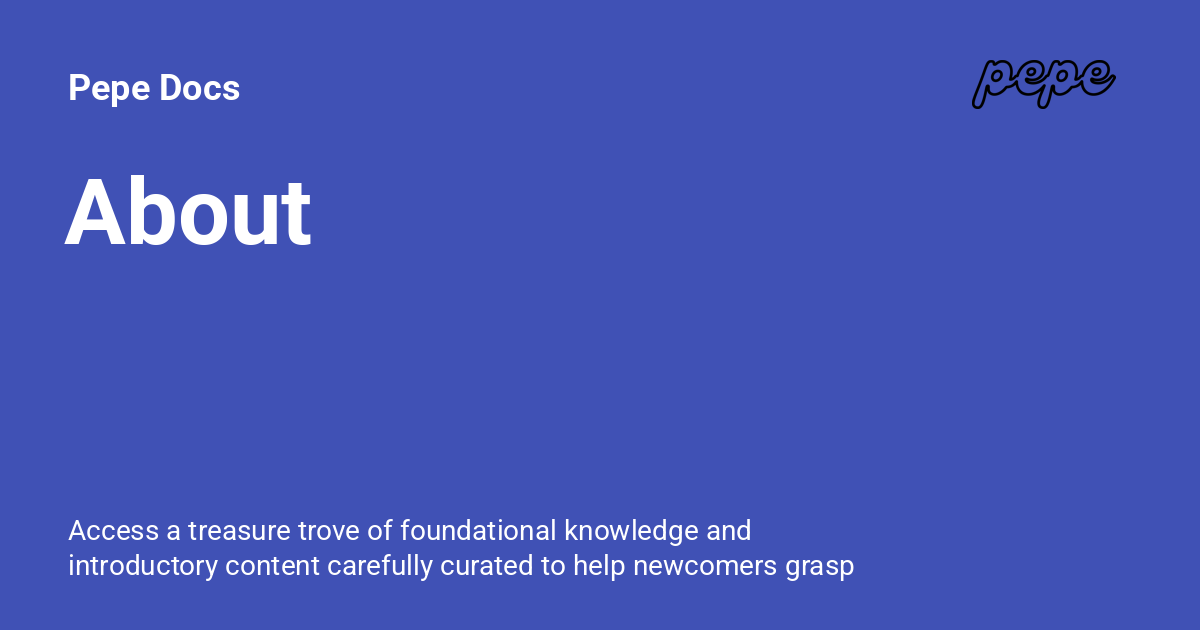 Pepe Docs
pepe
About
Access a treasure trove of foundational knowledge and
introductory content carefully curated to help newcomers grasp